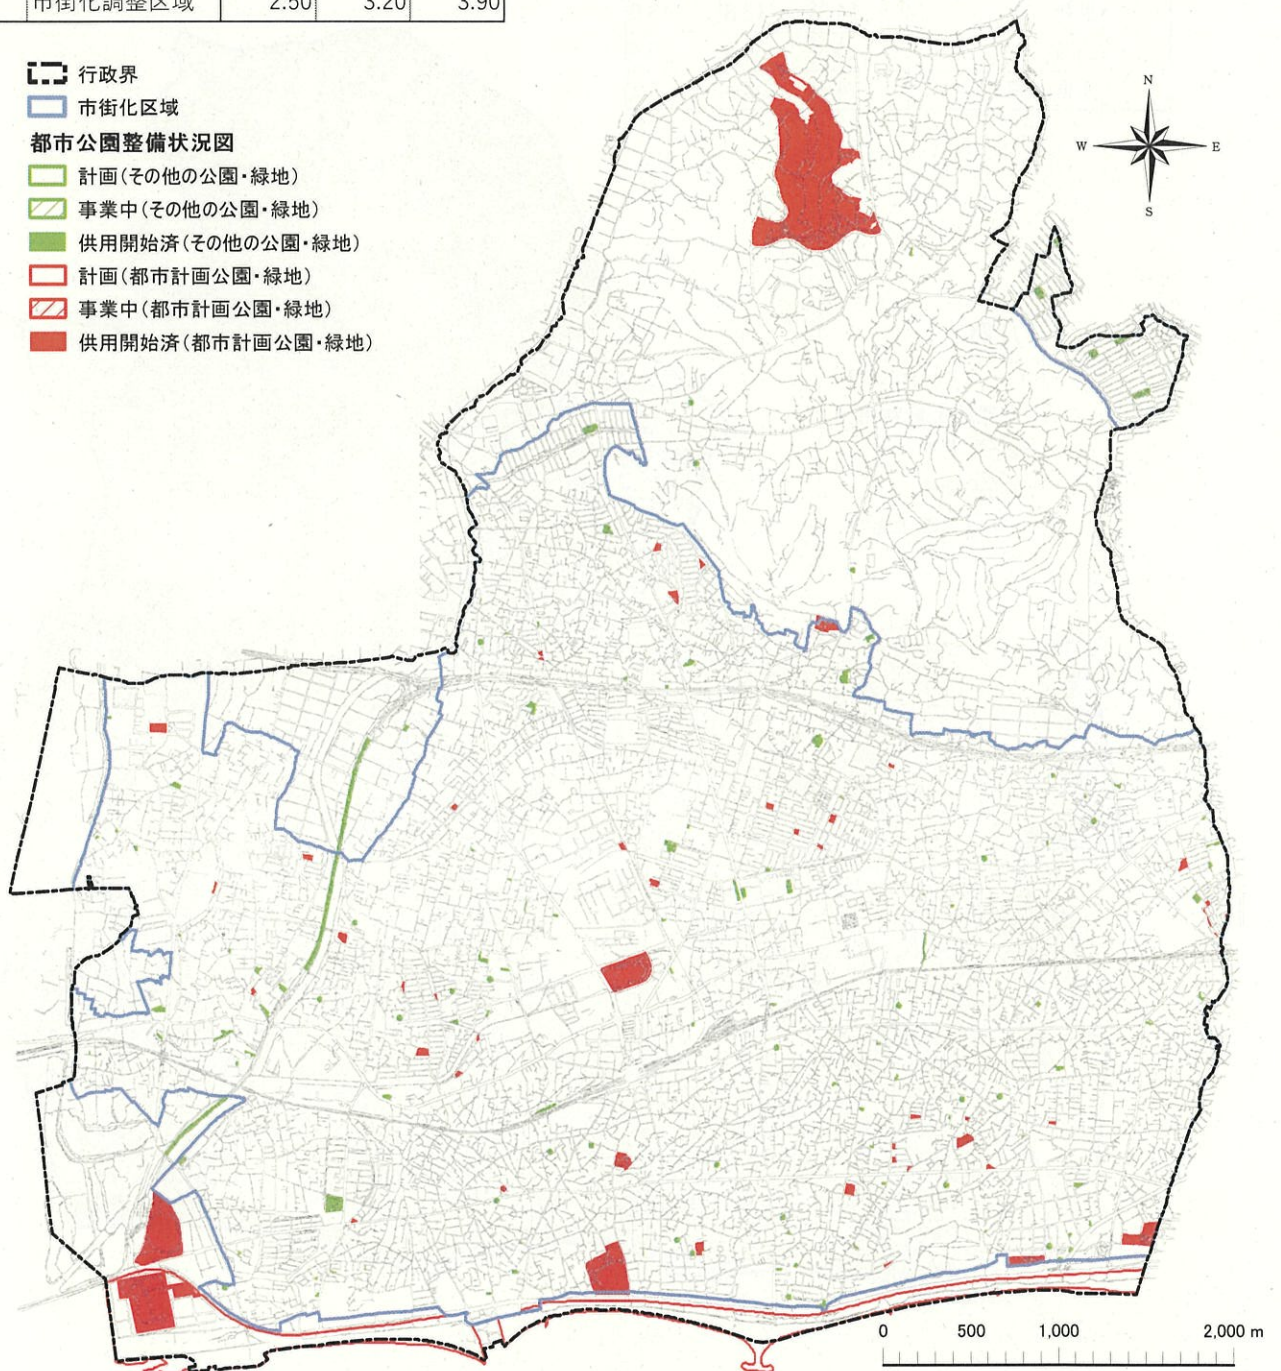 市街化調整区域 2.50 3.20 3.90
行政界
市街化区域
都市公園整備状況図
計画(その他の公園・緑地)
事業中(その他の公園・緑地)
供用開始済(その他の公園・緑地)
計画(都市計画公園・緑地)
事業中(都市計画公園・緑地)
供用開始済(都市計画公園・緑地)
N
W E
S
0 500 1,000 2,000 m